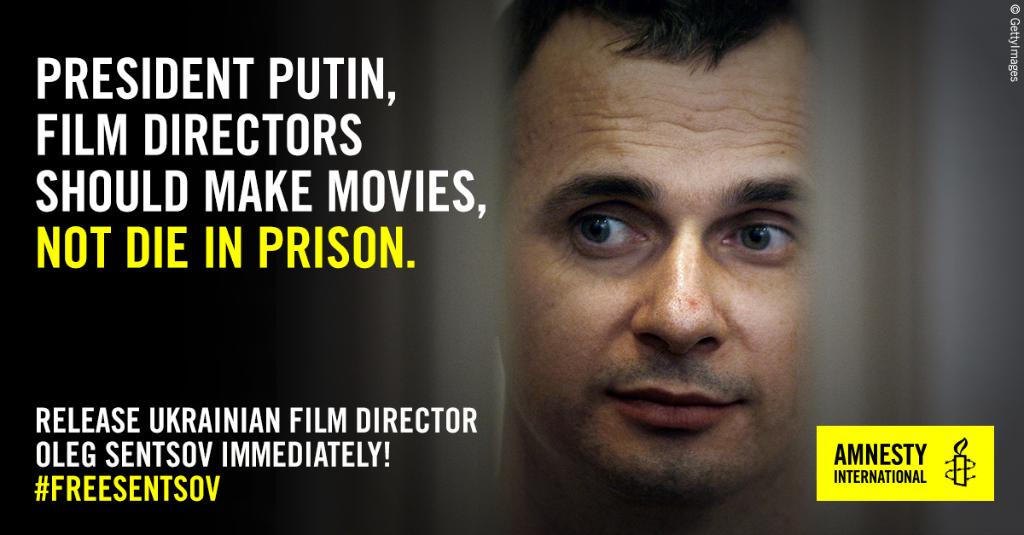 © GettyImages
PRESIDENT PUTIN,
FILM DIRECTORS
SHOULD MAKE MOVIES,
NOT DIE IN PRISON.
RELEASE UKRAINIAN FILM DIRECTOR
OLEG SENTSOV IMMEDIATELY!
#FREESENTSOV
AMNESTY
INTERNATIONAL